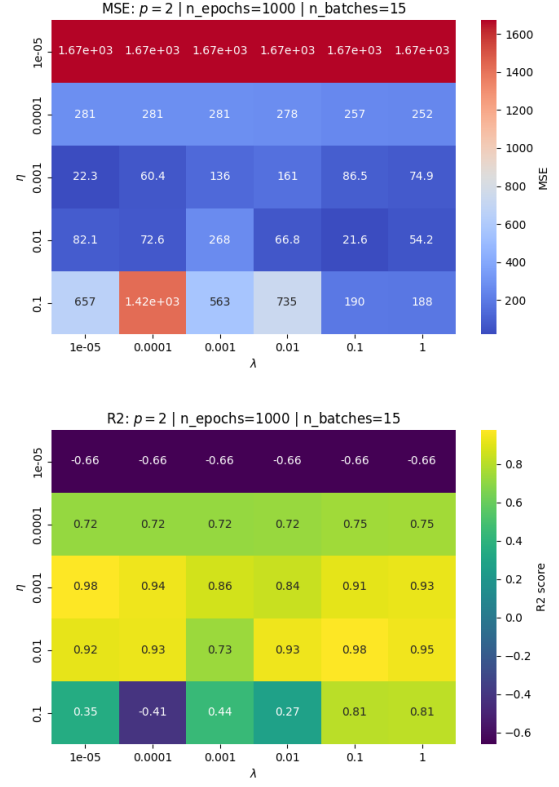 MSE: p = 2 | n_epochs=1000 | n_batches=15
1e-05 1.67e+03 1.67e+03 1.67e+03 1.67e+03 1.67e+03 1.67e+03
0.0001 281 281 281 278 257 252
0.001 22.3 60.4 136 161 86.5 74.9
0.01 82.1 72.6 268 66.8 21.6 54.2
0.1 657 1.42e+03 563 735 190 188
1e-05 0.0001 0.001 0.01 0.1 1
λ
η
1600
1400
1200
1000
800
600
400
200
MSE
R2: p = 2 | n_epochs=1000 | n_batches=15
1e-05 -0.66 -0.66 -0.66 -0.66 -0.66 -0.66
0.0001 0.72 0.72 0.72 0.72 0.75 0.75
0.001 0.98 0.94 0.86 0.84 0.91 0.93
0.01 0.92 0.93 0.73 0.93 0.98 0.95
0.1 0.35 -0.41 0.44 0.27 0.81 0.81
1e-05 0.0001 0.001 0.01 0.1 1
λ
η
0.8
0.6
0.4
0.2
0.0
−0.2
−0.4
−0.6
R2 score